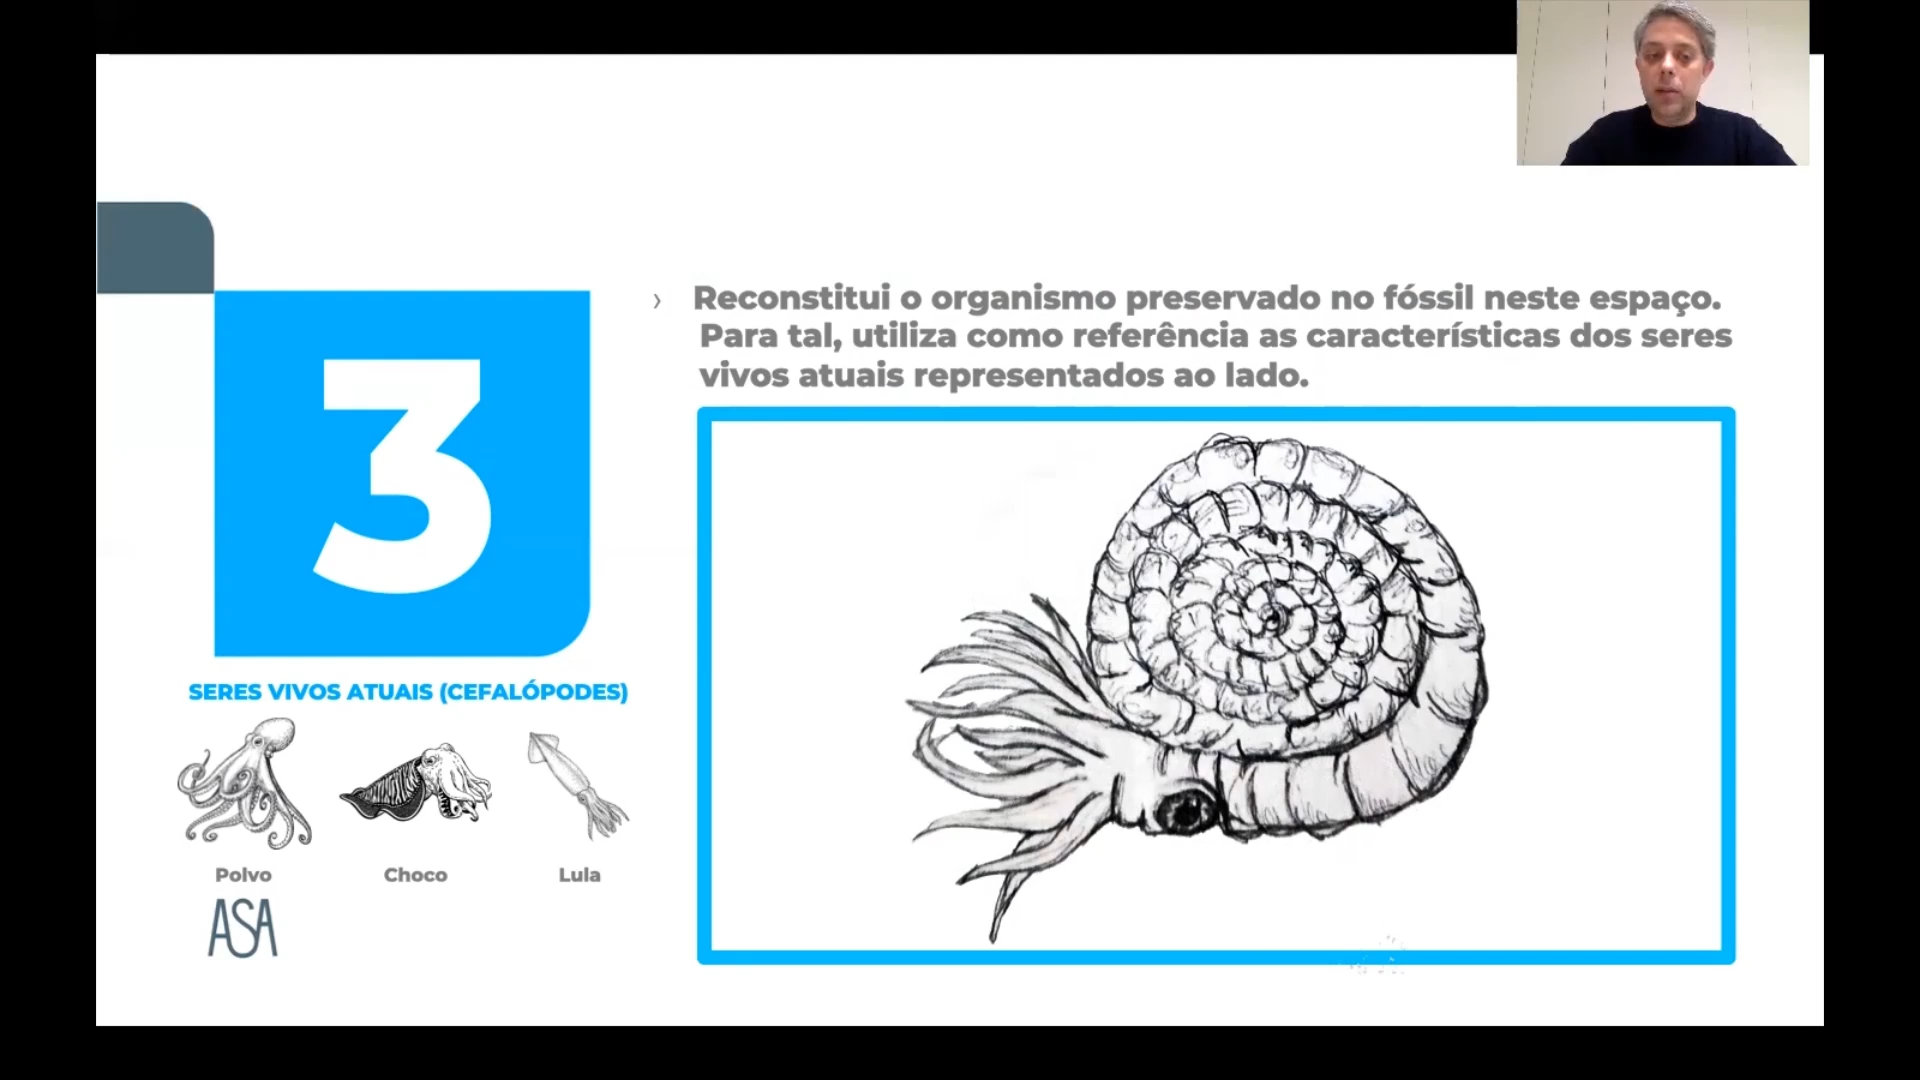 › Reconstitui o organismo preservado no fóssil neste espaço.
Para tal, utiliza como referência as características dos seres
vivos atuais representados ao lado.
3
SERES VIVOS ATUAIS (CEFALÓPODES)
Polvo Choco Lula
ASA